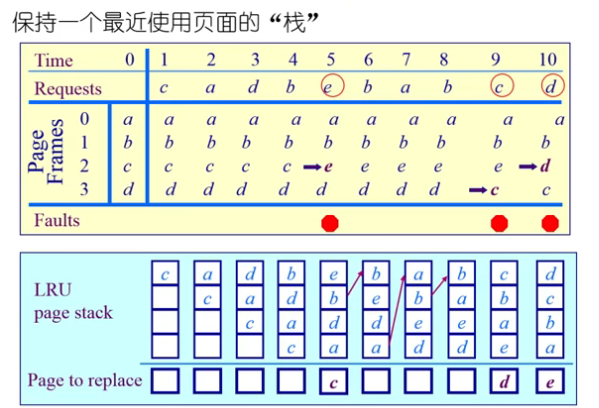 保持一个最近使用页面的“栈”
Time 0 1 2 3 4 5 6 7 8 9 10
Requests c a d b e b a b c d
Page Frames
0 a a a a a a a a a a a
1 b b b b b b b b b b b
2 c c c c c e e e e e d
3 d d d d d d d d d c c
Faults
LRU page stack
c a d b e b a b c d
c a d b e b a b c
c a d d e e a b
c a a d d e a
Page to replace c d e